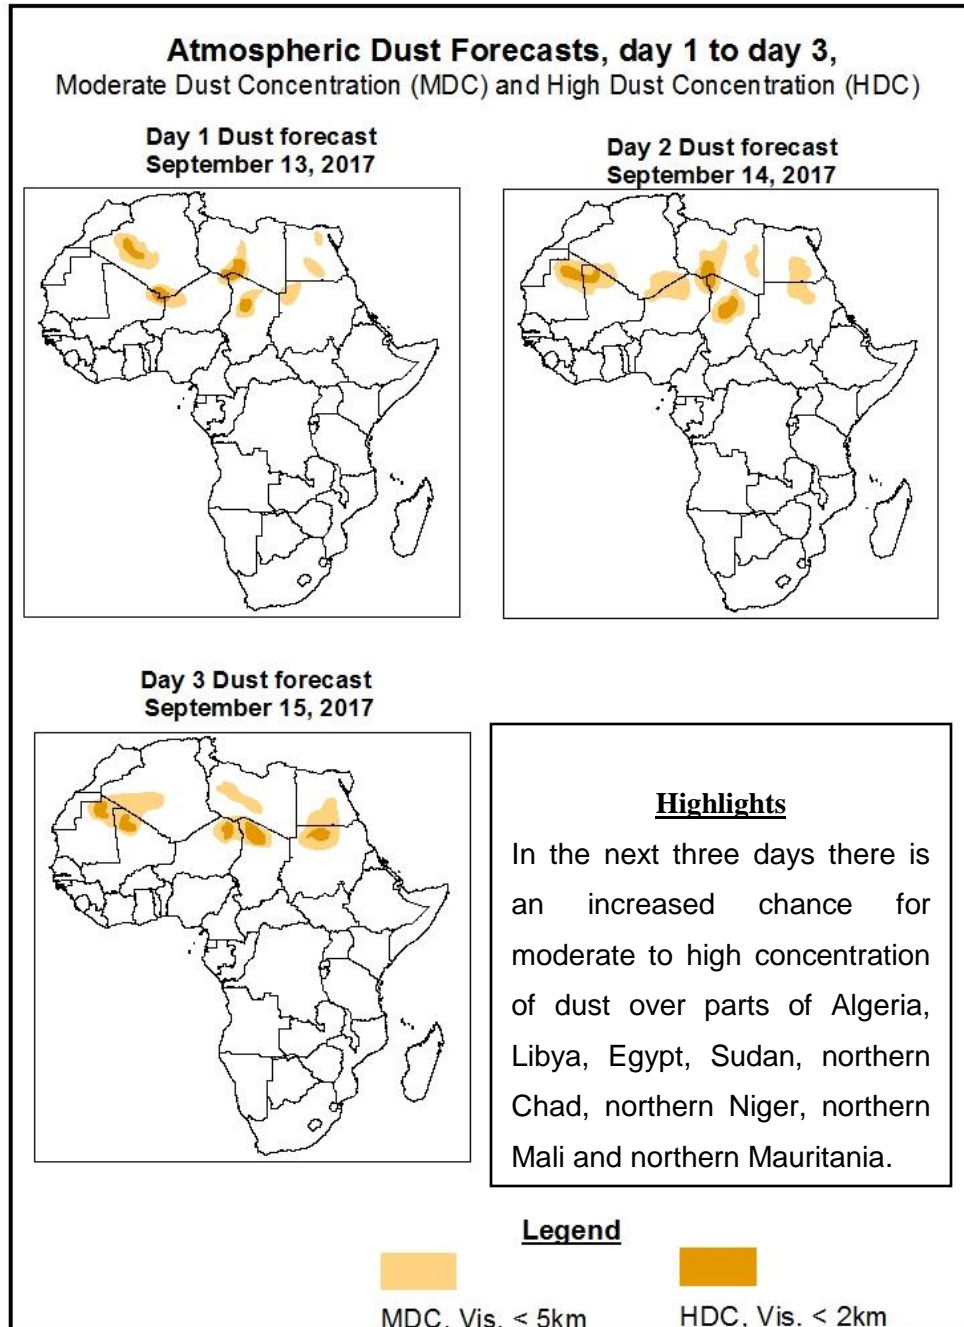 Atmospheric Dust Forecasts, day 1 to day 3,
Moderate Dust Concentration (MDC) and High Dust Concentration (HDC)
Day 1 Dust forecast
September 13, 2017
Day 2 Dust forecast
September 14, 2017
Day 3 Dust forecast
September 15, 2017
Highlights
In the next three days there is
an increased chance for
moderate to high concentration
of dust over parts of Algeria,
Libya, Egypt, Sudan, northern
Chad, northern Niger, northern
Mali and northern Mauritania.
Legend
MDC, Vis. < 5km
HDC, Vis. < 2km